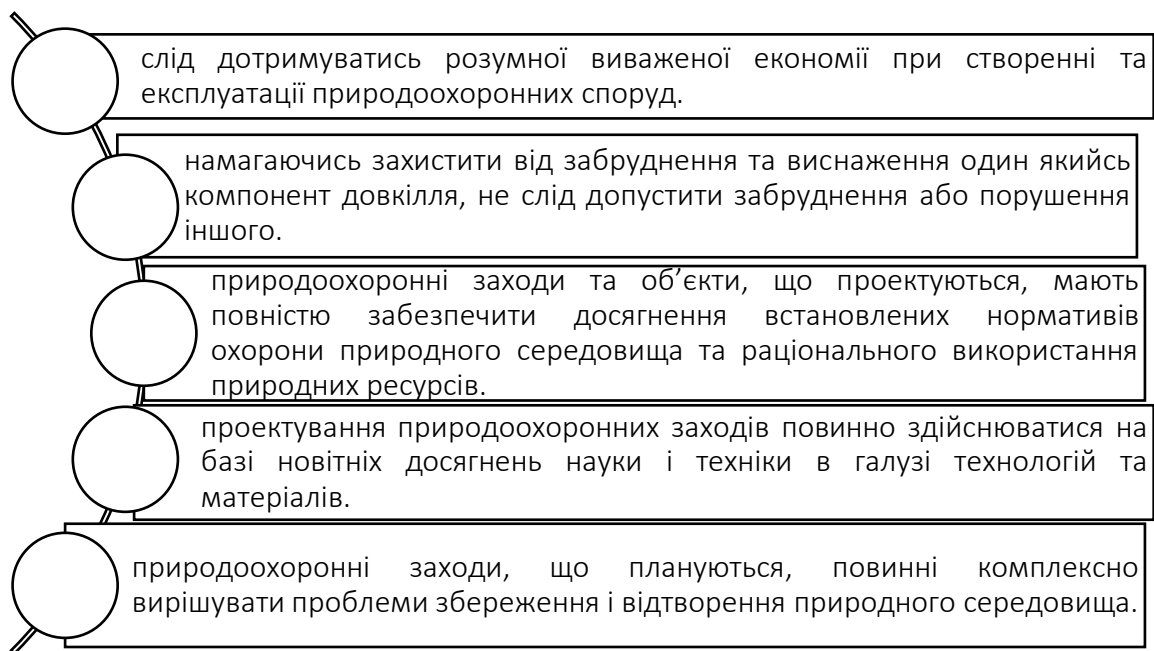 слід дотримуватись розумної виваженої економії при створенні та
експлуатації природоохоронних споруд.
намагаючись захистити від забруднення та виснаження один якийсь
компонент довкілля, не слід допустити забруднення або порушення
іншого.
природоохоронні заходи та об’єкти, що проектуються, мають
повністю забезпечити досягнення встановлених нормативів
охорони природного середовища та раціонального використання
природних ресурсів.
проектування природоохоронних заходів повинно здійснюватися на
базі новітніх досягнень науки і техніки в галузі технологій та
матеріалів.
природоохоронні заходи, що плануються, повинні комплексно
вирішувати проблеми збереження і відтворення природного середовища.